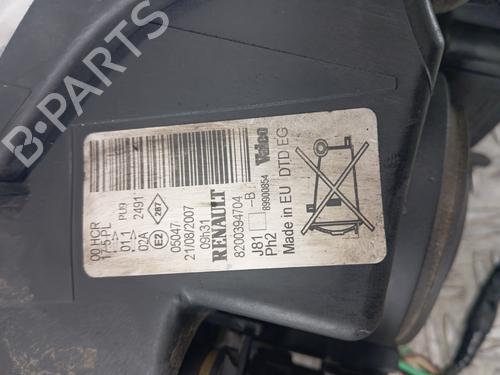 B-PARTS
00 HCR
1/-5 PL PU9
01 2491
02A E2 287
05047
21/08/2007
09h31
RENAULT
8200394704 -B
J81 89900854 Valeo
Ph2
Made in EU DTD EG